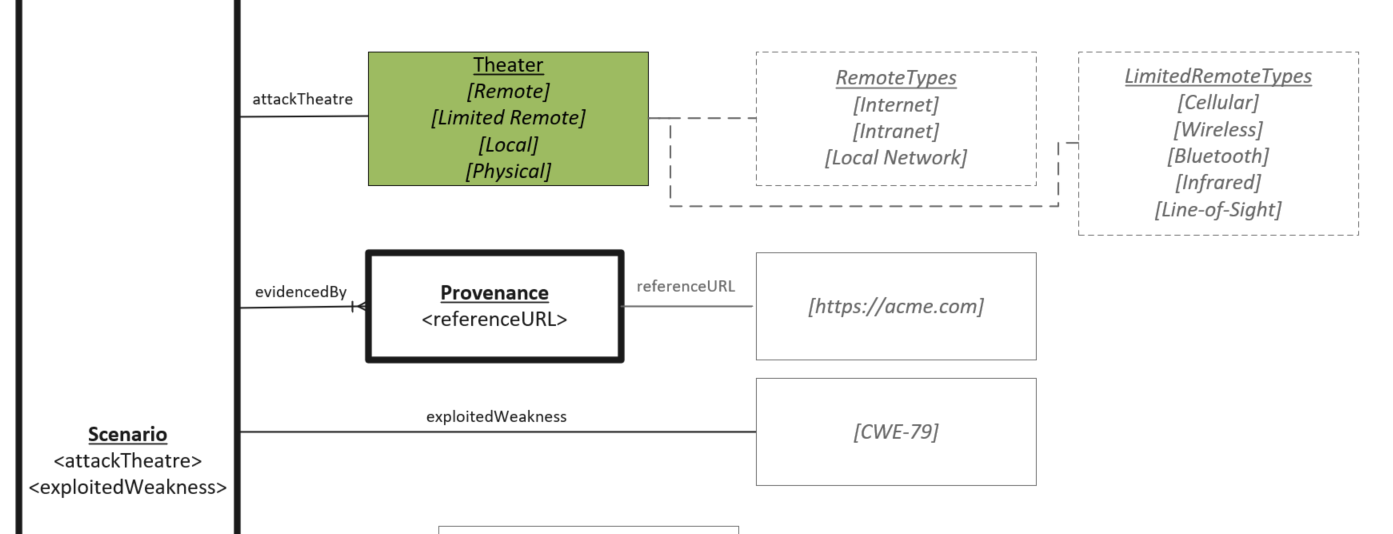 attackTheatre
Theater
[Remote]
[Limited Remote]
[Local]
[Physical]
RemoteTypes
[Internet]
[Intranet]
[Local Network]
LimitedRemoteTypes
[Cellular]
[Wireless]
[Bluetooth]
[Infrared]
[Line-of-Sight]
evidencedBy
Provenance
<referenceURL>
referenceURL
[https://acme.com]
exploitedWeakness
[CWE-79]
Scenario
<attackTheatre>
<exploitedWeakness>